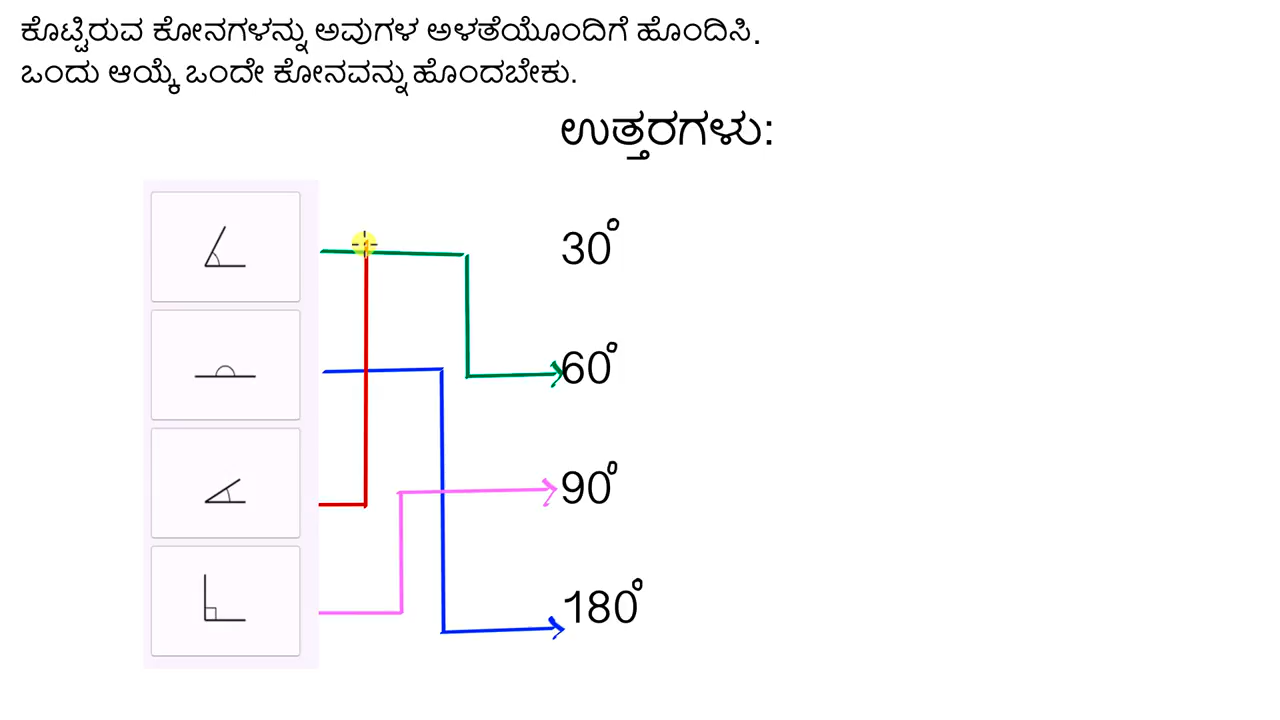 ಕೊಟ್ಟಿರುವ ಕೋನಗಳನ್ನು ಅವುಗಳ ಅಳತೆಯೊಂದಿಗೆ ಹೊಂದಿಸಿ.
ಒಂದು ಆಯ್ಕೆ ಒಂದೇ ಕೋನವನ್ನು ಹೊಂದಬೇಕು.
ಉತ್ತರಗಳು:
30°
60°
90°
180°